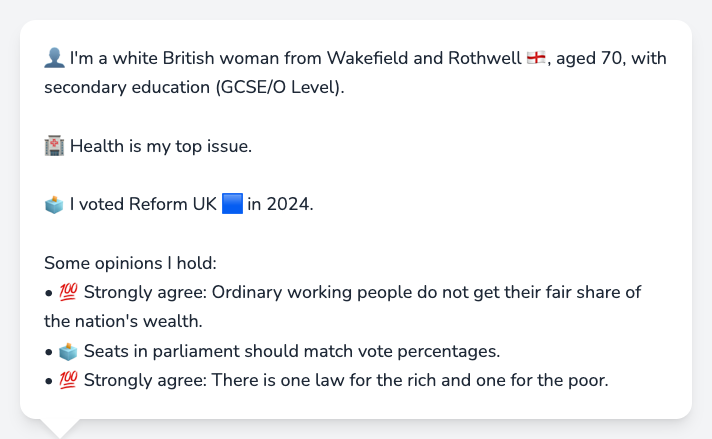 👤 I'm a white British woman from Wakefield and Rothwell 🏴󠁧󠁢󠁥󠁮󠁧󠁿, aged 70, with
secondary education (GCSE/O Level).
🏥 Health is my top issue.
🗳️ I voted Reform UK 🟦 in 2024.
Some opinions I hold:
• 💯 Strongly agree: Ordinary working people do not get their fair share of
the nation's wealth.
• 🗳️ Seats in parliament should match vote percentages.
• 💯 Strongly agree: There is one law for the rich and one for the poor.